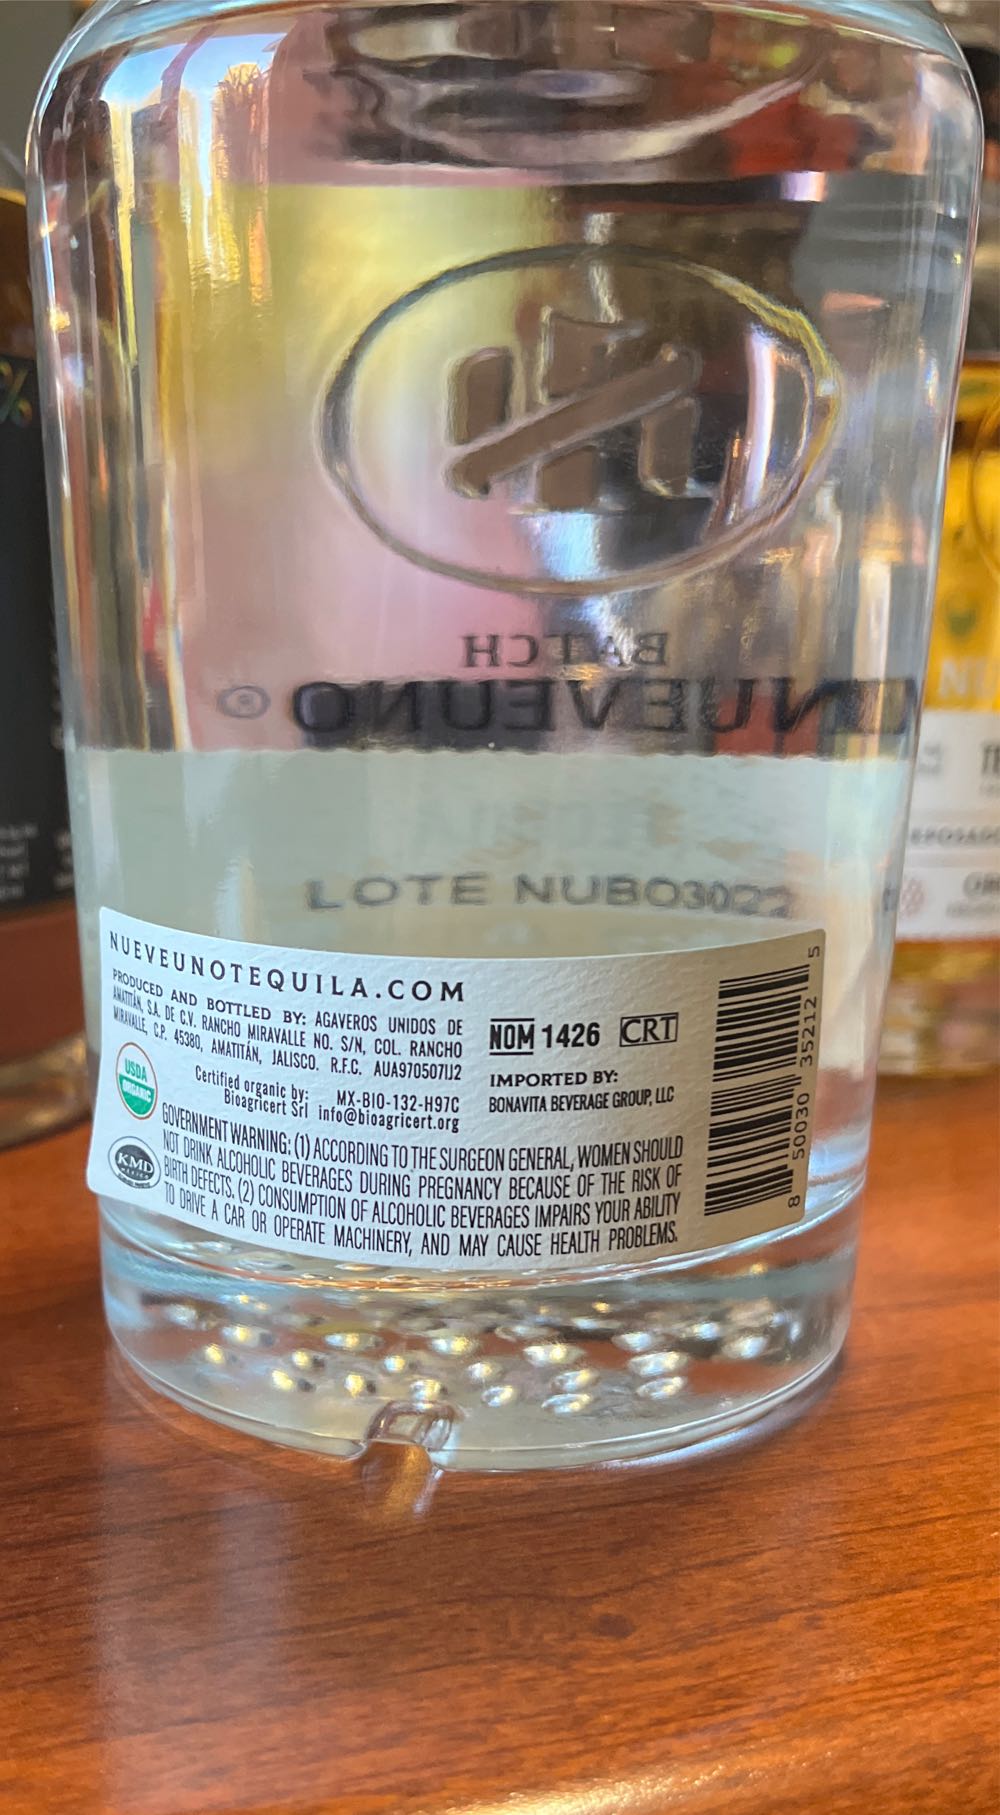 BATCH
NUEVEUNO®
LOTE NUBO3022
NUEVEUNOTEQUILA.COM
PRODUCED AND BOTTLED BY: AGAVEROS UNIDOS DE
AMATITÁN, S.A. DE C.V. RANCHO MIRAVALLE NO. S/N, COL. RANCHO
MIRAVALLE, C.P. 45380, AMATITÁN, JALISCO. R.F.C. AUA970507IJ2
Certified organic by: MX-BIO-132-H97C
Bioagricert Srl info@bioagricert.org
USDA
ORGANIC
NOM 1426 CRT
IMPORTED BY:
BONAVITA BEVERAGE GROUP, LLC
KMD
GOVERNMENT WARNING: (1) ACCORDING TO THE SURGEON GENERAL, WOMEN SHOULD
NOT DRINK ALCOHOLIC BEVERAGES DURING PREGNANCY BECAUSE OF THE RISK OF
BIRTH DEFECTS. (2) CONSUMPTION OF ALCOHOLIC BEVERAGES IMPAIRS YOUR ABILITY
TO DRIVE A CAR OR OPERATE MACHINERY, AND MAY CAUSE HEALTH PROBLEMS.
8 50030 35212 5